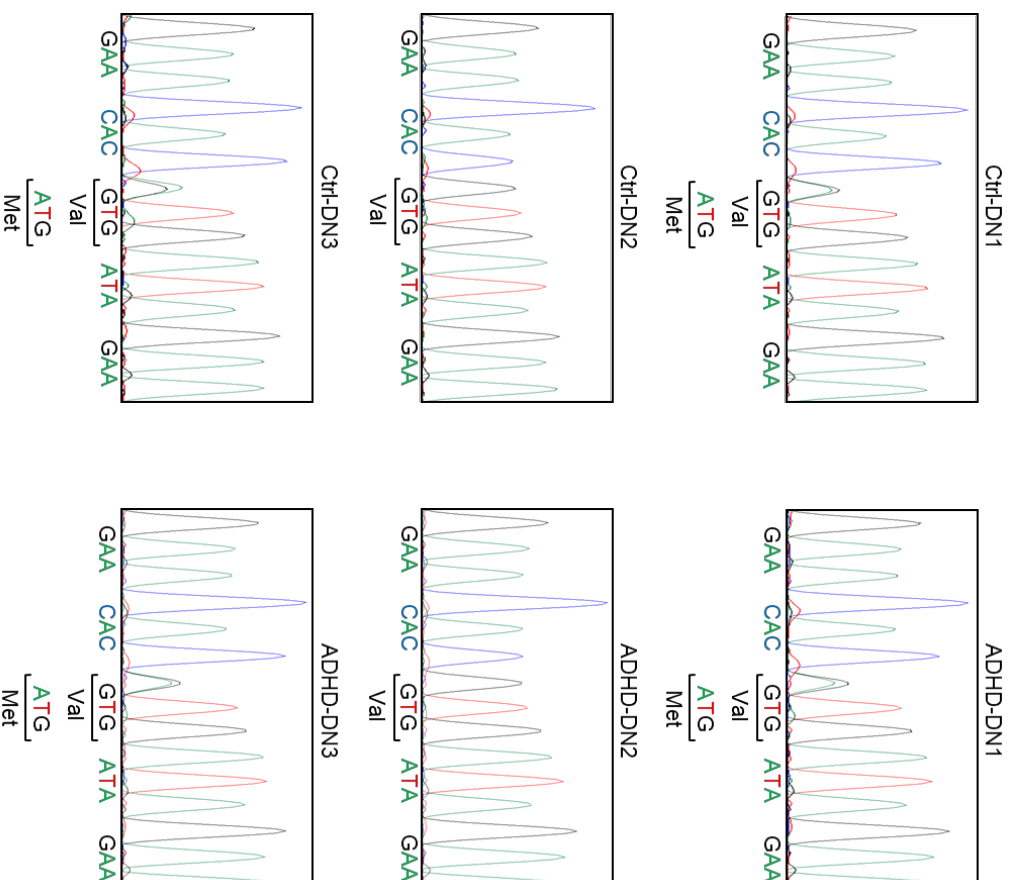 Ctrl-DN1
GAA CAC GTG ATA GAA
Val
ATG
Met
ADHD-DN1
GAA CAC GTG ATA GAA
Val
ATG
Met
Ctrl-DN2
GAA CAC GTG ATA GAA
Val
ADHD-DN2
GAA CAC GTG ATA GAA
Val
Ctrl-DN3
GAA CAC GTG ATA GAA
Val
ATG
Met
ADHD-DN3
GAA CAC GTG ATA GAA
Val
ATG
Met